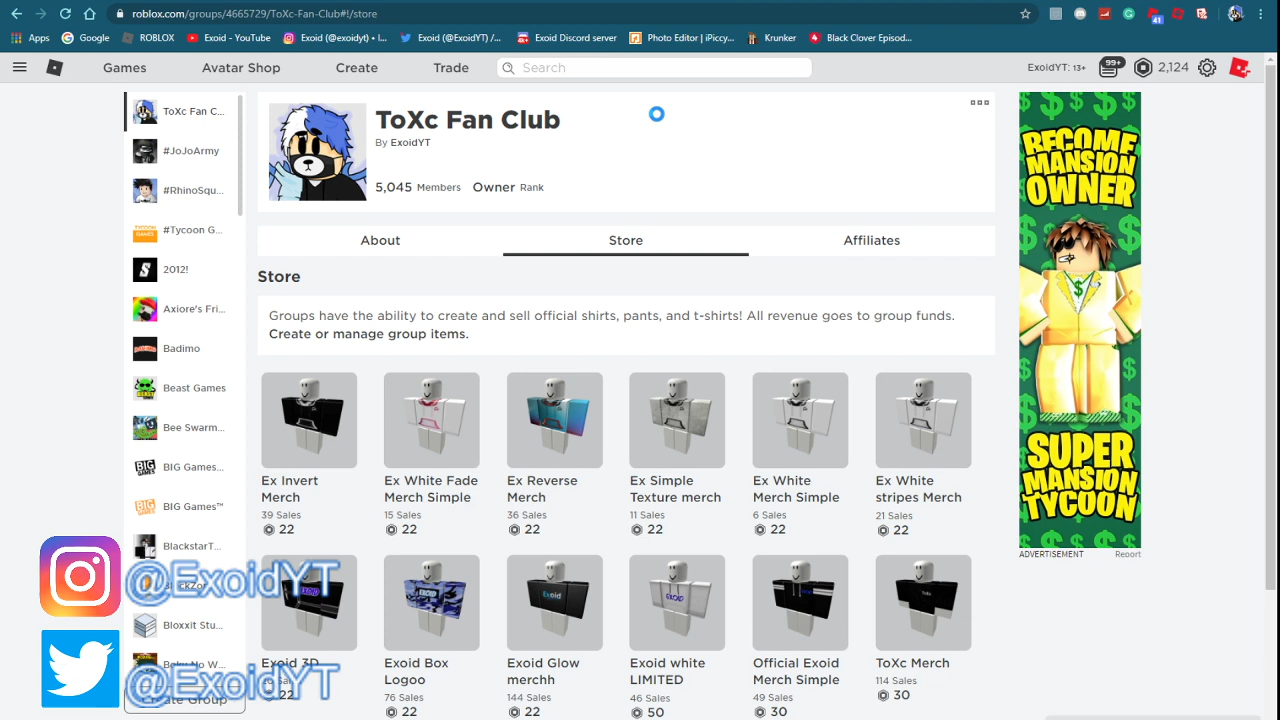 roblox.com/groups/4665729/ToXc-Fan-Club#!/store
41
Apps Google ROBLOX Exoid - YouTube Exoid (@exoidyt) • I... Exoid (@ExoidYT) /... Exoid Discord server Photo Editor | iPiccy... Krunker Black Clover Episod...
Games Avatar Shop Create Trade Search ExoidYT: 13+ 99+ 2,124
ToXc Fan C...
#JoJoArmy
#RhinoSqu...
#Tycoon G...
2012!
Axiore's Fri...
Badimo
Beast Games
Bee Swarm...
BIG Games...
BIG Games™
BlackstarT...
Bloxxit Stu...
Boku No W...
Create Group
ToXc Fan Club
By ExoidYT
5,045 Members Owner Rank
About Store Affiliates
Store
Groups have the ability to create and sell official shirts, pants, and t-shirts! All revenue goes to group funds.
Create or manage group items.
Ex Invert
Merch
39 Sales
22
Ex White Fade
Merch Simple
15 Sales
22
Ex Reverse
Merch
36 Sales
22
Ex Simple
Texture merch
11 Sales
22
Ex White
Merch Simple
6 Sales
22
Ex White
stripes Merch
21 Sales
22
Exoid 3D
22
Exoid Box
Logoo
76 Sales
22
Exoid Glow
merchh
144 Sales
22
Exoid white
LIMITED
46 Sales
50
Official Exoid
Merch Simple
49 Sales
30
ToXc Merch
114 Sales
30
BECOME
MANSION
OWNER
SUPER
MANSION
TYCOON
ADVERTISEMENT Report
@ExoidYT
@ExoidYT